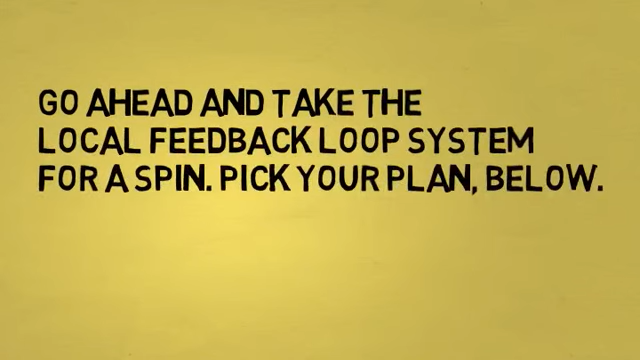 GO AHEAD AND TAKE THE
LOCAL FEEDBACK LOOP SYSTEM
FOR A SPIN. PICK YOUR PLAN, BELOW.